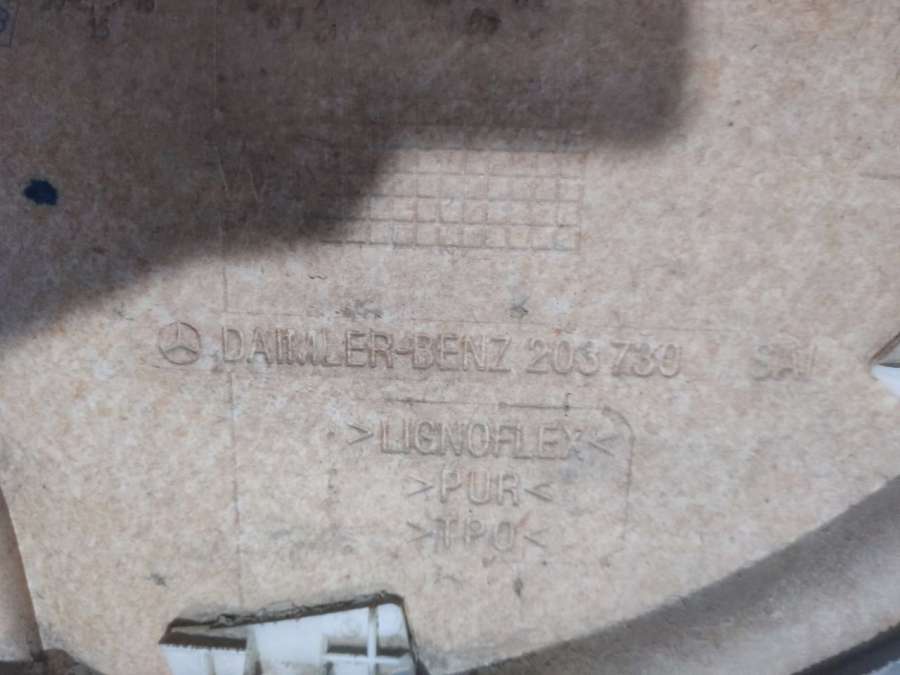 DAIMLER-BENZ 203 730
>LIGNOFLEX<
>PUR<
>TPO<